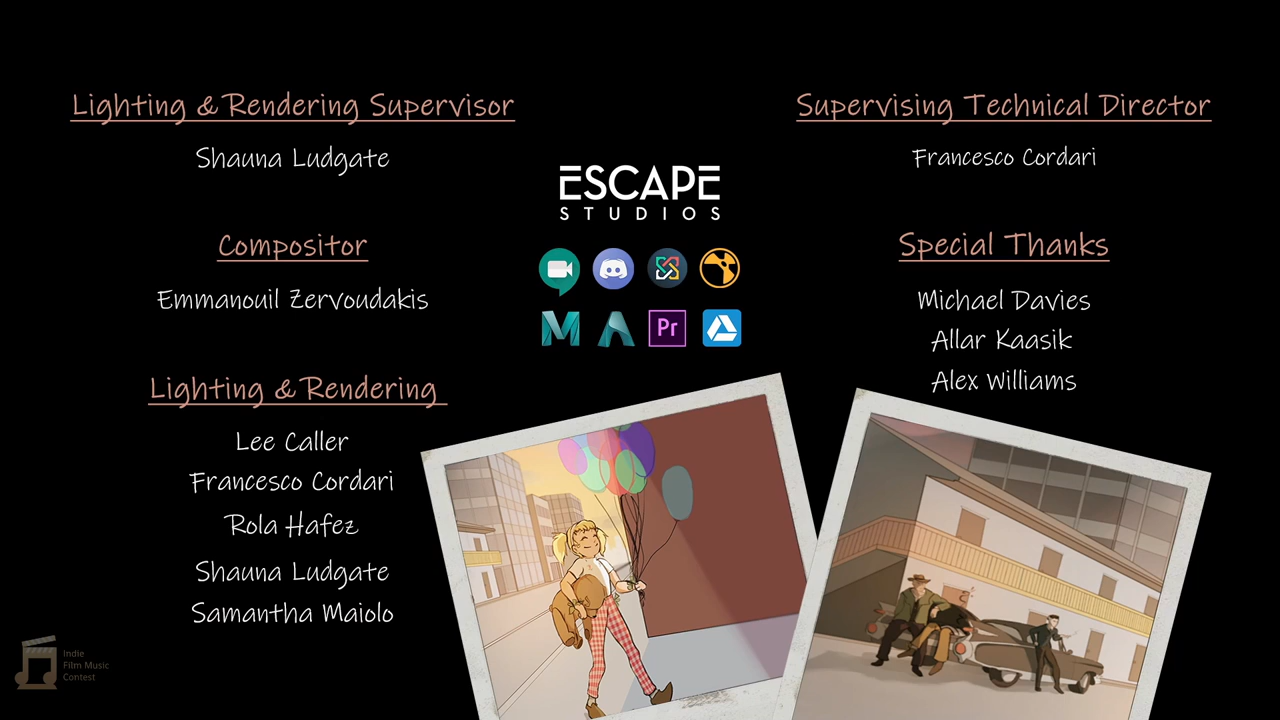 Lighting & Rendering Supervisor
Shauna Ludgate
Compositor
Emmanouil Zervoudakis
Lighting & Rendering
Lee Caller
Francesco Cordari
Rola Hafez
Shauna Ludgate
Samantha Maiolo
ESCAPE
STUDIOS
Pr
Supervising Technical Director
Francesco Cordari
Special Thanks
Michael Davies
Allar Kaasik
Alex Williams
Indie
Film Music
Contest